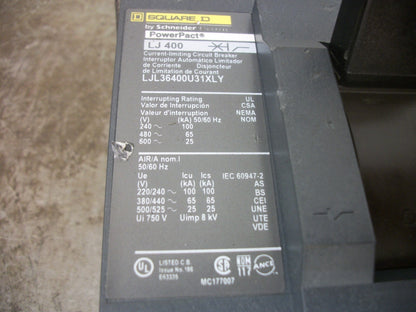 SQUARE D
by Schneider
PowerPact®
LJ 400
Current-limiting Circuit Breaker
Interruptor Automático Limitador
de Corriente Disjoncteur
de Limitation de Courant
LJL36400U31XLY
Interrupting Rating UL
Valor de Interrupción CSA
Valeur d'interruption NEMA
(V) (kA) 50/60 Hz NOM
240 ~ 100
480 ~ 65
600 ~ 25
AIR/A nom.I
50/60 Hz
Ue Icu Ics IEC 60947-2
(V) (kA) (kA) AS
220/240 ~ 100 100 BS
380/440 ~ 65 65 CEI
500/525 ~ 25 25 UNE
Ui 750 V Uimp 8 kV UTE
VDE
UL LISTED C.B.
Issue No.
MC177007
SA
NOM
117
ANCE